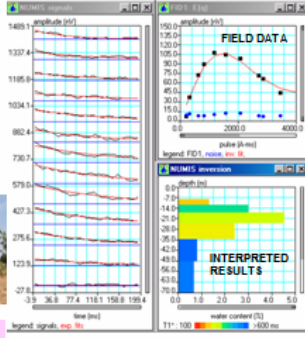 NUMIS signals
amplitude [nV]
1485.1
1337.4
1185.8
1034.1
882.4
730.7
579.0
427.3
275.6
123.9
-27.8
-3.9 36.8 77.4 118.1 158.8 199.4
time [ms]
legend: signals, exp. fits
FID1: E(q)
amplitude [nV]
FIELD DATA
150.0
135.0
120.0
105.0
90.0
75.0
60.0
45.0
30.0
15.0
0.0
0 2000.0 4000.0
pulse [A-ms]
legend: FID1, noise, inv. fit.
NUMIS inversion
depth [m]
0.0
-7.0
-14.0
-21.0
-28.0
-35.0
-42.0
-49.0
-56.0
-63.0
-70.0
INTERPRETED
RESULTS
0.0 1.0 2.0 3.0 4.0 5.0
water content [%]
T1*: 100 >600 ms